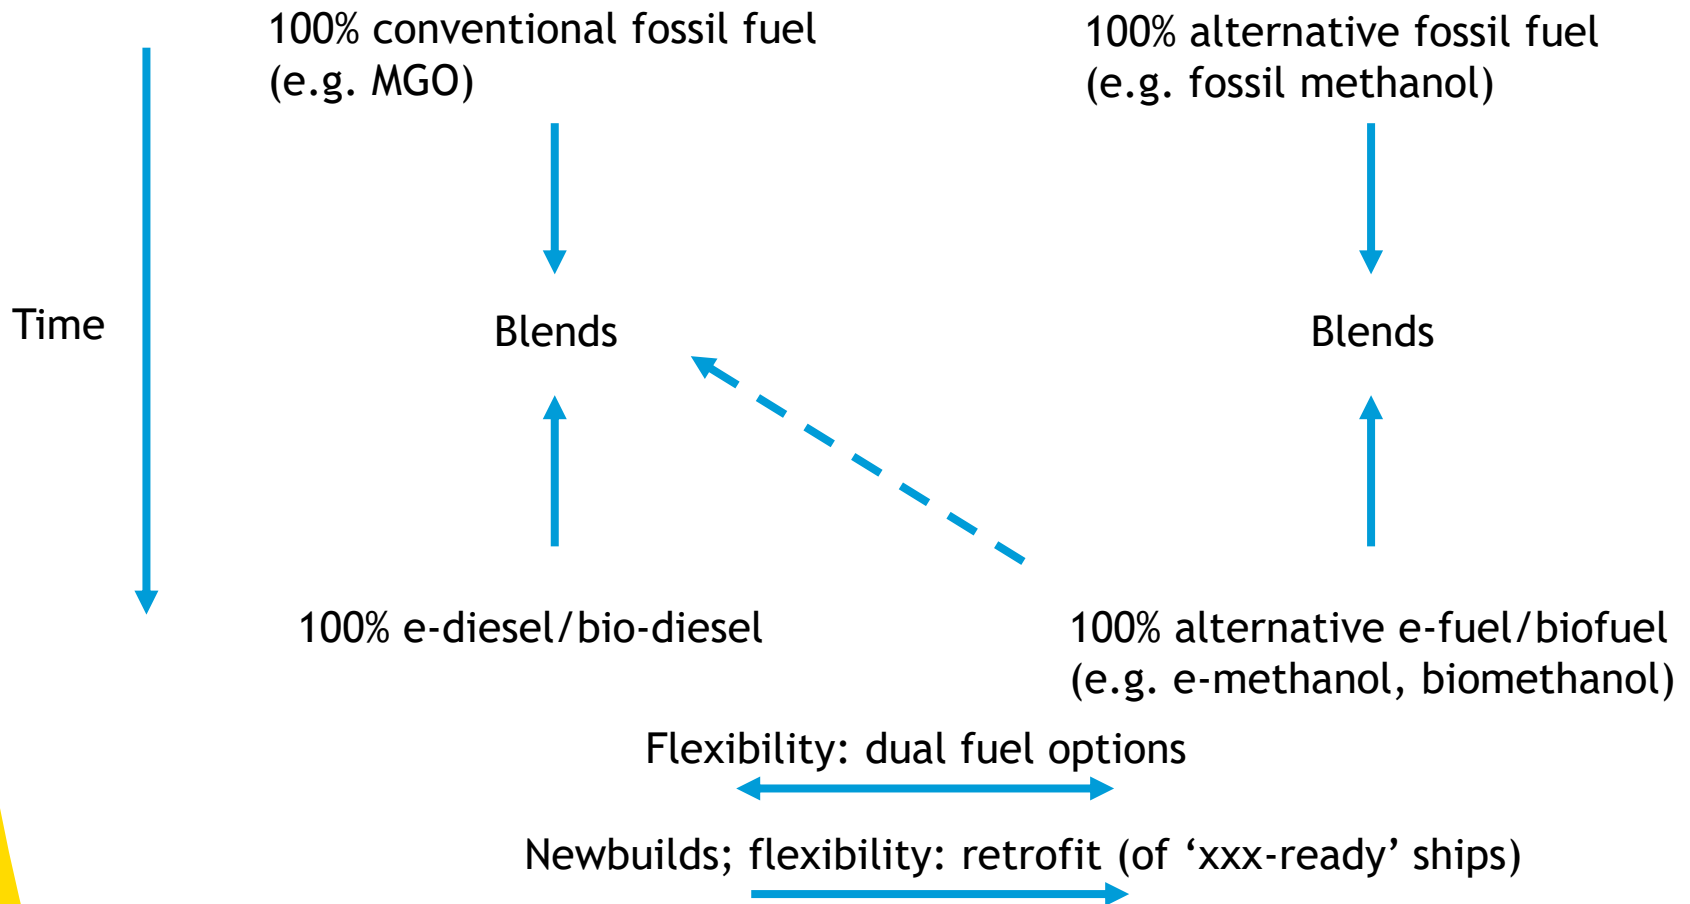 100% conventional fossil fuel
(e.g. MGO)
100% alternative fossil fuel
(e.g. fossil methanol)
Time
Blends
Blends
100% e-diesel/bio-diesel
100% alternative e-fuel/biofuel
(e.g. e-methanol, biomethanol)
Flexibility: dual fuel options
Newbuilds; flexibility: retrofit (of ‘xxx-ready’ ships)